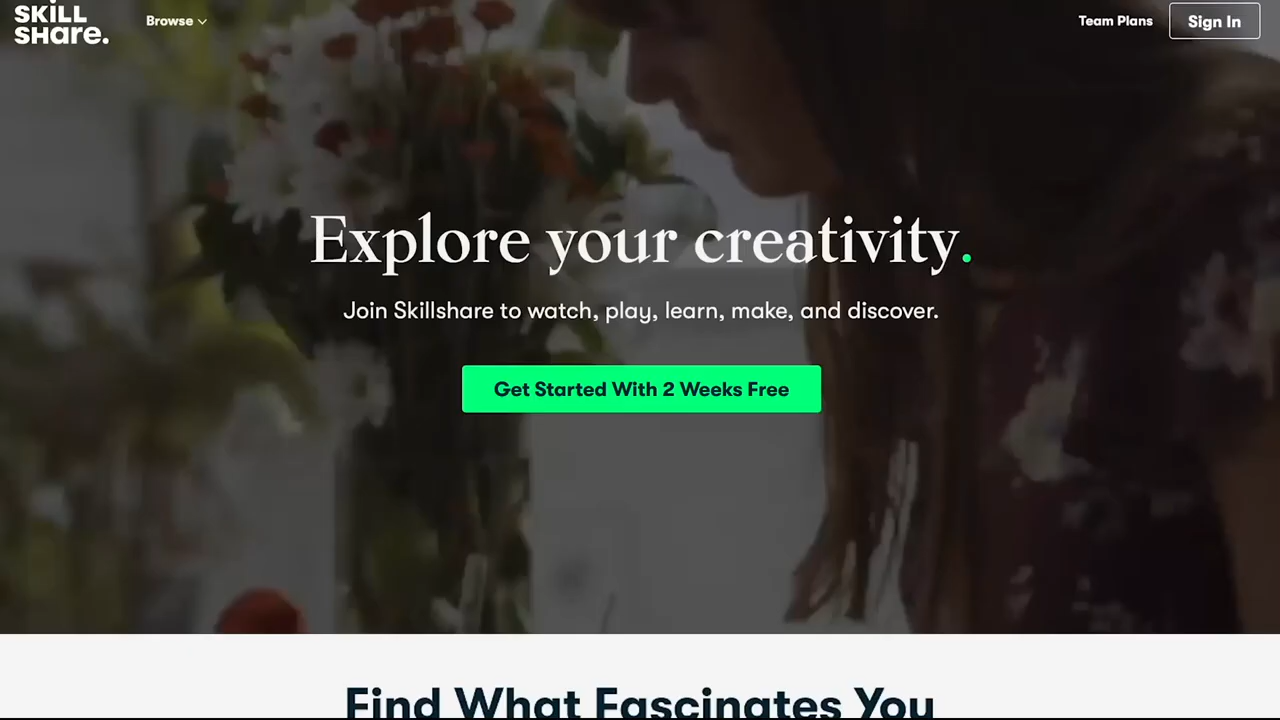 SKILL
SHare.
Browse
Team Plans
Sign In
Explore your creativity.
Join Skillshare to watch, play, learn, make, and discover.
Get Started With 2 Weeks Free
Find What Fascinates You